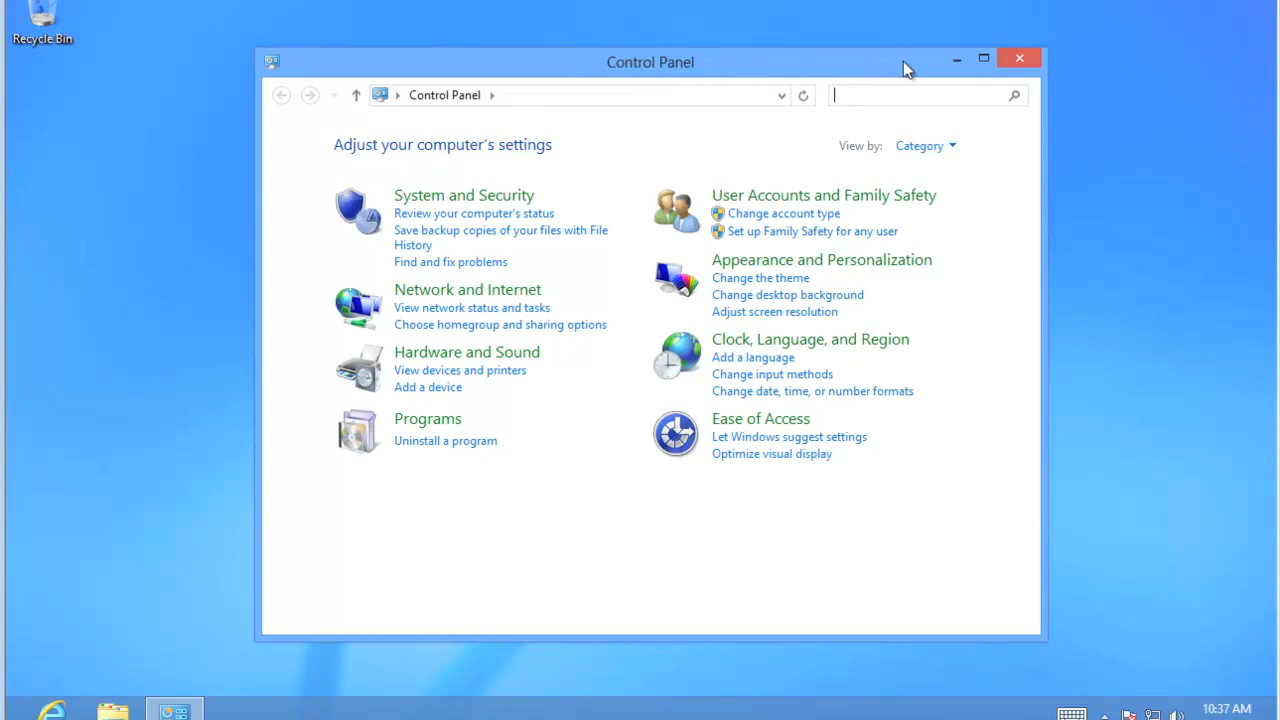 Recycle Bin
Control Panel
Control Panel
Adjust your computer's settings
View by: Category
System and Security
Review your computer's status
Save backup copies of your files with File
History
Find and fix problems
Network and Internet
View network status and tasks
Choose homegroup and sharing options
Hardware and Sound
View devices and printers
Add a device
Programs
Uninstall a program
User Accounts and Family Safety
Change account type
Set up Family Safety for any user
Appearance and Personalization
Change the theme
Change desktop background
Adjust screen resolution
Clock, Language, and Region
Add a language
Change input methods
Change date, time, or number formats
Ease of Access
Let Windows suggest settings
Optimize visual display
10:37 AM